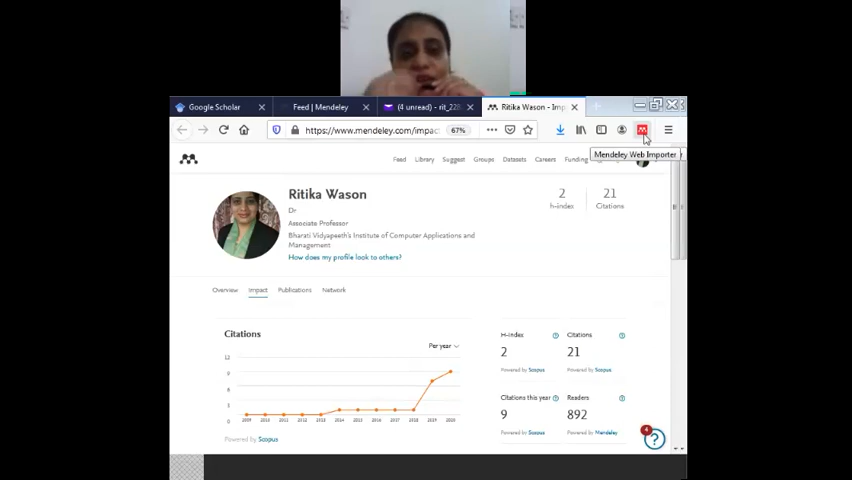 Google Scholar
Feed | Mendeley
(4 unread) - rit_228
Ritika Wason - Imp
https://www.mendeley.com/impac
67%
Mendeley Web Importer
Feed Library Suggest Groups Datasets Careers Funding
Ritika Wason
Dr
Associate Professor
Bharati Vidyapeeth's Institute of Computer Applications and
Management
How does my profile look to others?
2
h-index
21
Citations
Overview Impact Publications Network
Citations
Per year
12
9
6
3
0
2009 2010 2011 2012 2013 2014 2015 2016 2017 2018 2019 2020
Powered by Scopus
H-Index
2
Powered by Scopus
Citations
21
Powered by Scopus
Citations this year
9
Powered by Scopus
Readers
892
Powered by Mendeley
4
?